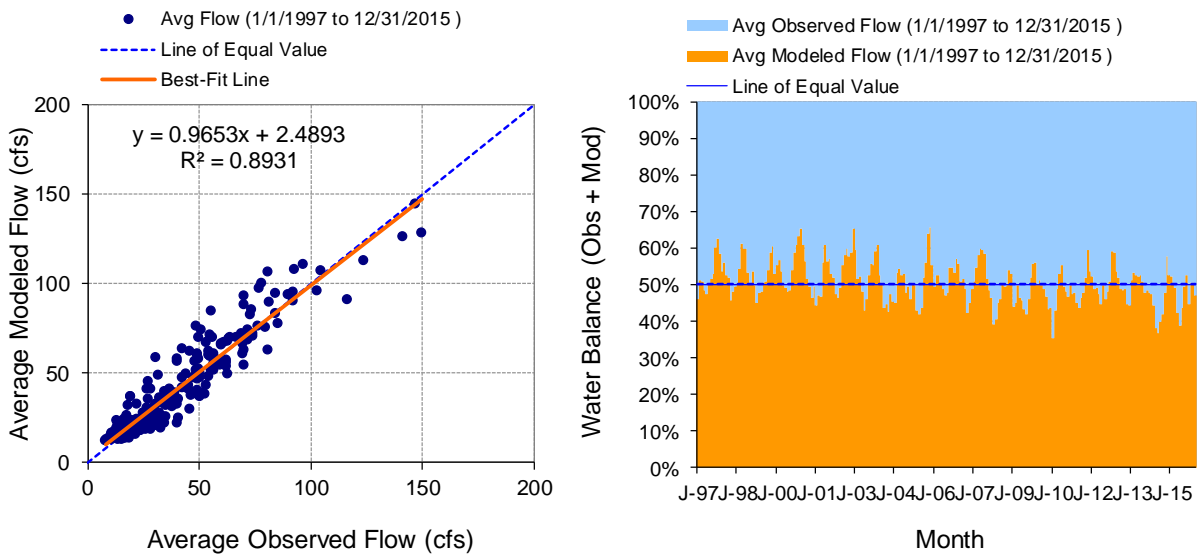 Avg Flow (1/1/1997 to 12/31/2015 )
Line of Equal Value
Best-Fit Line
200
150
100
50
0
y = 0.9653x + 2.4893
R² = 0.8931
0 50 100 150 200
Average Modeled Flow (cfs)
Average Observed Flow (cfs)
Avg Observed Flow (1/1/1997 to 12/31/2015 )
Avg Modeled Flow (1/1/1997 to 12/31/2015 )
Line of Equal Value
100%
90%
80%
70%
60%
50%
40%
30%
20%
10%
0%
J-97J-98J-00J-01J-03J-04J-06J-07J-09J-10J-12J-13J-15
Water Balance (Obs + Mod)
Month